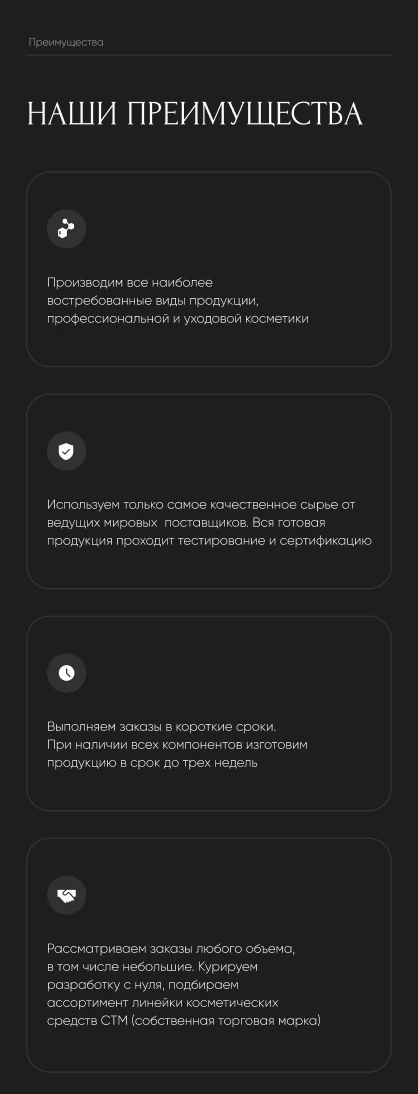 Преимущества
НАШИ ПРЕИМУЩЕСТВА
Производим все наиболее
востребованные виды продукции,
профессиональной и уходовой косметики
Используем только самое качественное сырье от
ведущих мировых поставщиков. Вся готовая
продукция проходит тестирование и сертификацию
Выполняем заказы в короткие сроки.
При наличии всех компонентов изготовим
продукцию в срок до трех недель
Рассматриваем заказы любого объема,
в том числе небольшие. Курируем
разработку с нуля, подбираем
ассортимент линейки косметических
средств СТМ (собственная торговая марка)